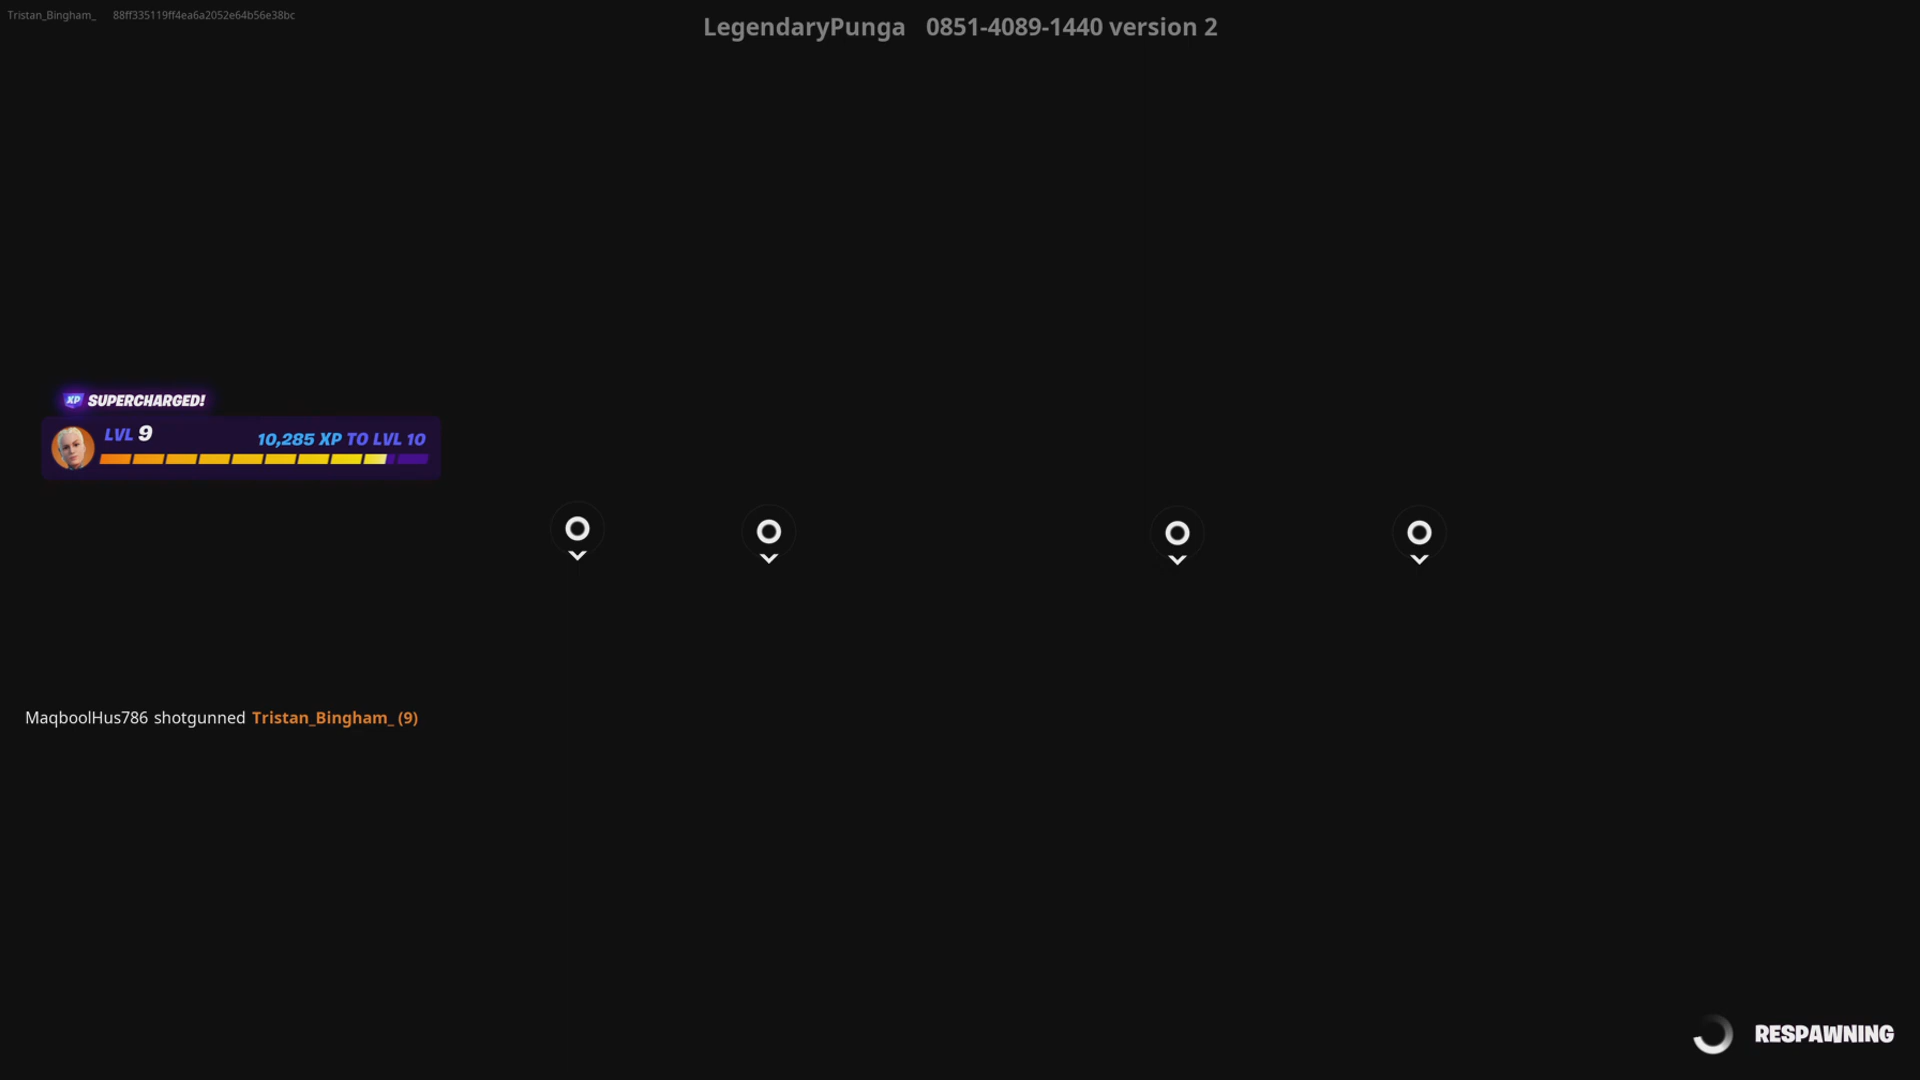 Tristan_Bingham_ 88ff335119ff4ea6a2052e64b56e38bc
LegendaryPunga 0851-4089-1440 version 2
XP SUPERCHARGED!
LVL 9 10,285 XP TO LVL 10
MaqboolHus786 shotgunned Tristan_Bingham_ (9)
RESPAWNING